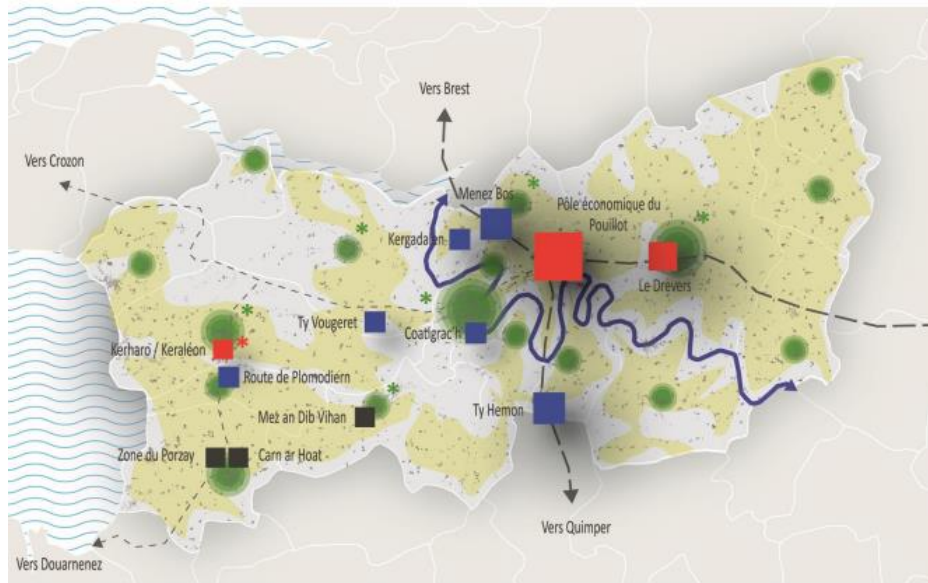 Vers Brest
Vers Crozon
Menez Bos
Pôle économique du
Pouillot
Kergadalen
Le Drevers
Ty Vougeret
Coatigrac'h
Kerharo / Keraléon
Route de Plomodiern
Mez an Dib Vihan
Ty Hemon
Zone du Porzay
Carn ar Hoat
Vers Quimper
Vers Douarnenez